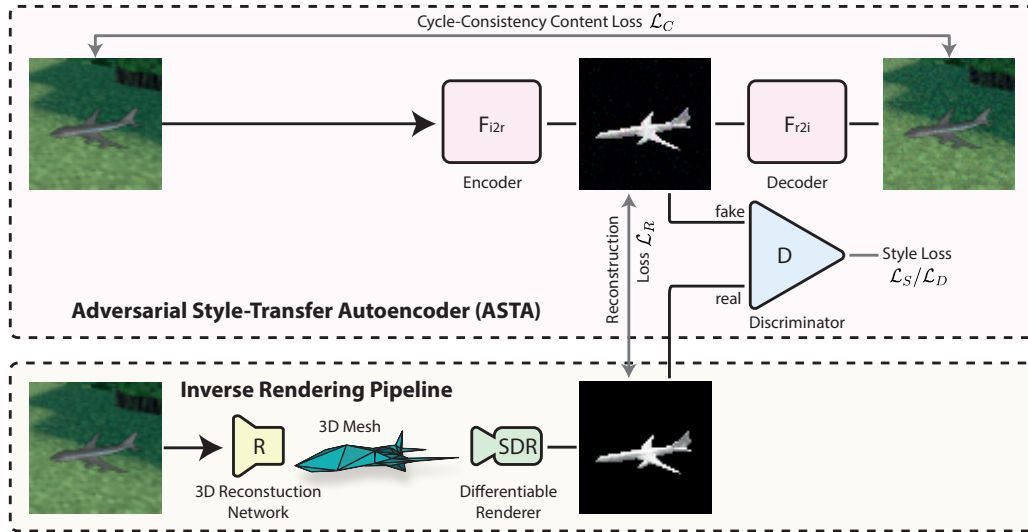 Cycle-Consistency Content Loss 𝓛_C
F_i2r
F_r2i
Encoder
Decoder
fake
Reconstruction
Loss 𝓛_R
D
Style Loss
𝓛_S/𝓛_D
real
Adversarial Style-Transfer Autoencoder (ASTA)
Discriminator
Inverse Rendering Pipeline
3D Mesh
R
SDR
3D Reconstuction
Network
Differentiable
Renderer